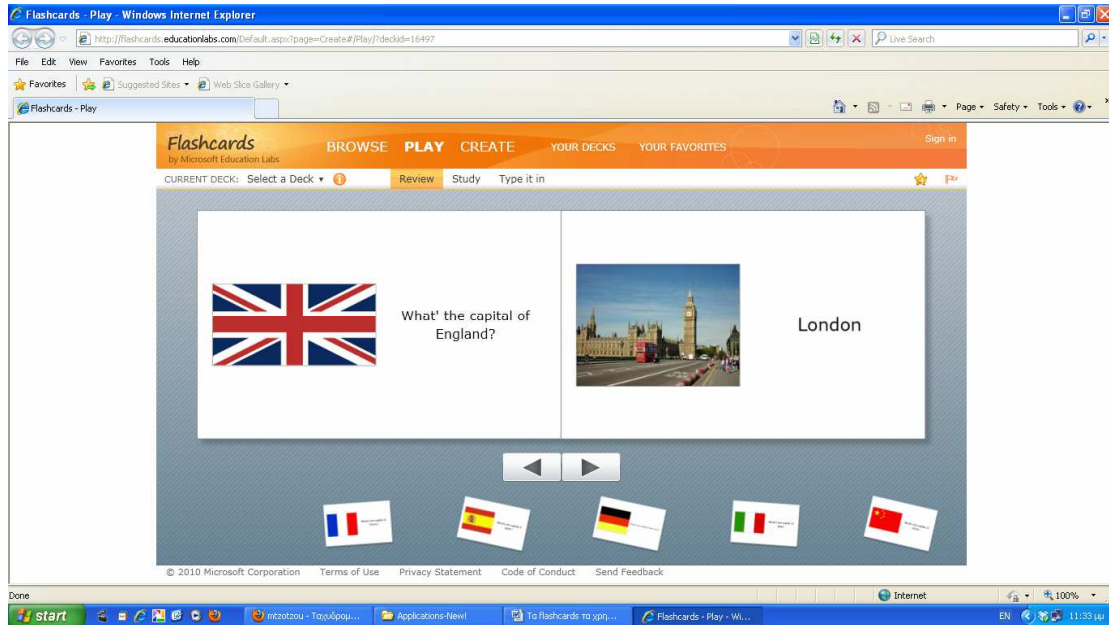 Flashcards - Play - Windows Internet Explorer
http://flashcards.educationlabs.com/Default.aspx?page=Create#/Play/?deckid=16497
Live Search
File Edit View Favorites Tools Help
Favorites Suggested Sites Web Slice Gallery
Flashcards - Play
Page Safety Tools
Flashcards
by Microsoft Education Labs
BROWSE PLAY CREATE YOUR DECKS YOUR FAVORITES
Sign in
CURRENT DECK: Select a Deck Review Study Type it in
What' the capital of
England?
London
© 2010 Microsoft Corporation Terms of Use Privacy Statement Code of Conduct Send Feedback
Done Internet 100%
start mtzotzou - Ταχυδρομ... Applications-New! Τα flashcards τα χρη... Flashcards - Play - Wi... EN 11:33 μμ